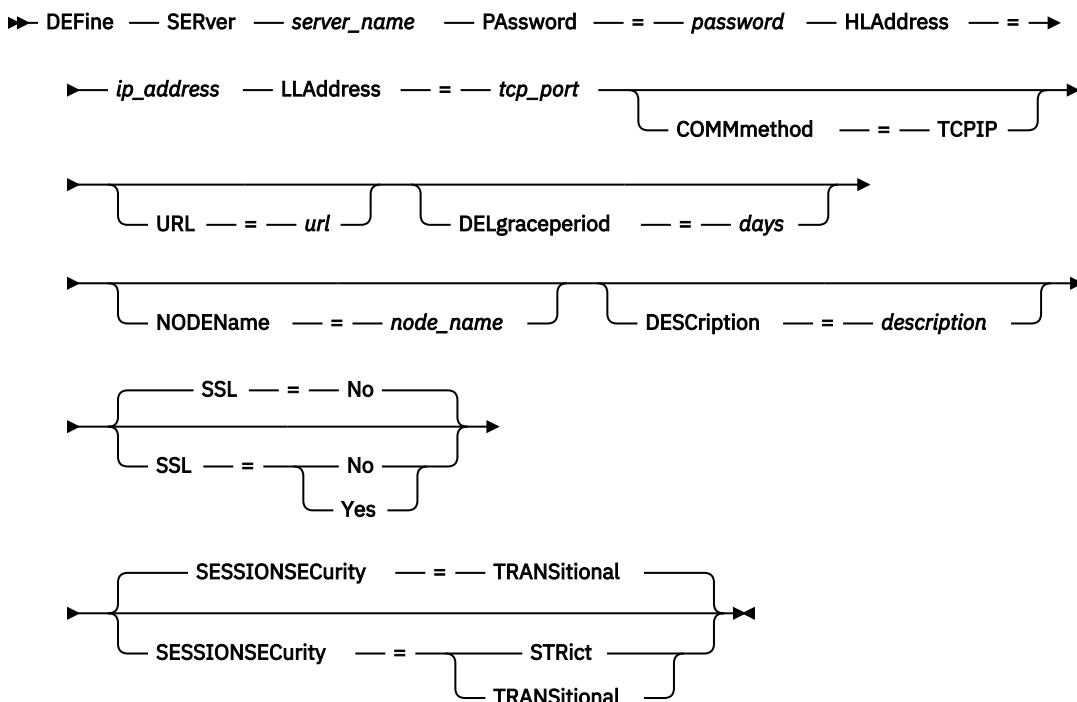 DEFine SERver server_name PAssword = password HLAddress =
ip_address LLAddress = tcp_port
COMMmethod = TCPIP
URL = url DELgraceperiod = days
NODEName = node_name DESCription = description
SSL = No
SSL = No
Yes
SESSIONSECurity = TRANSitional
SESSIONSECurity = STRict
TRANSitional